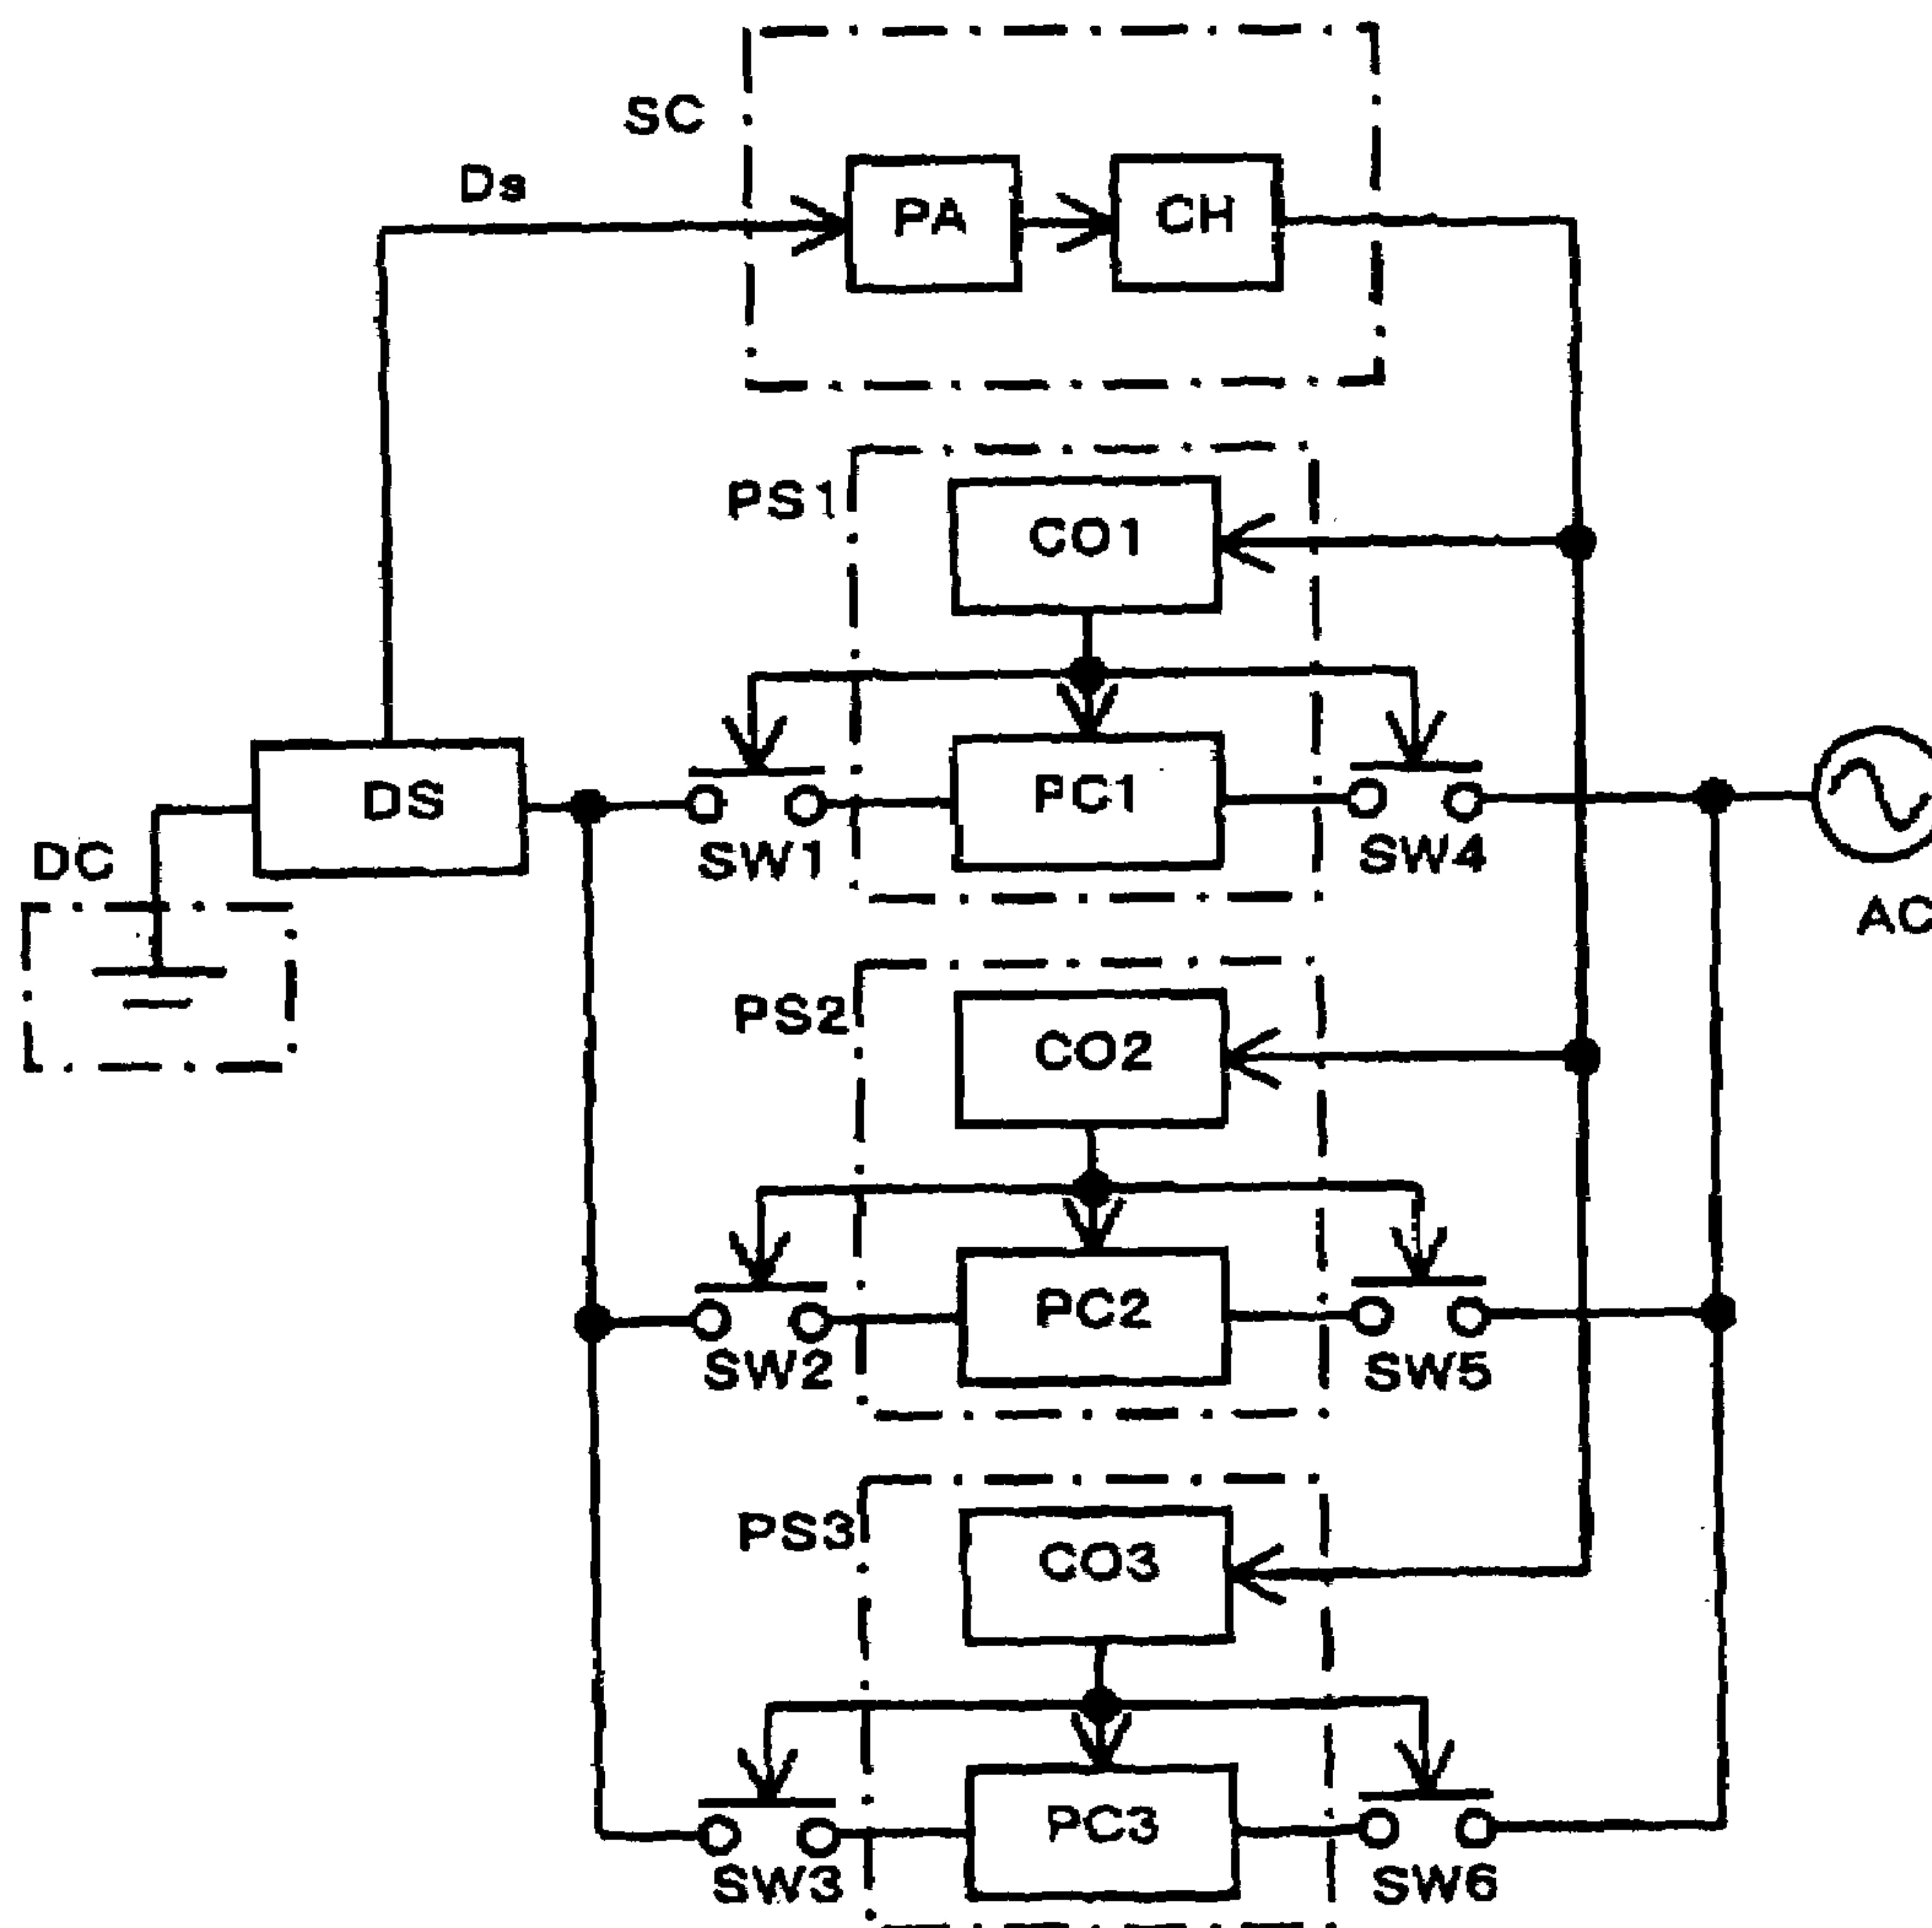 SC
Ds
PA
CH
PS1
CO1
DS
PC1
DC
SW1
SW4
AC
PS2
CO2
PC2
SW2
SW5
PS3
CO3
PC3
SW3
SW6